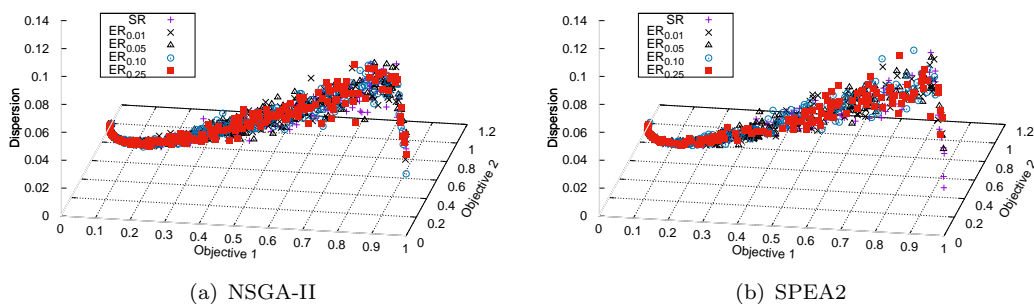 SR
ER0.01
ER0.05
ER0.10
ER0.25
0.14
0.12
0.1
0.08
0.06
0.04
0.02
0
Dispersion
0 0.1 0.2 0.3 0.4 0.5 0.6 0.7 0.8 0.9 1
Objective 1
0 0.2 0.4 0.6 0.8 1 1.2
Objective 2
(a) NSGA-II
SR
ER0.01
ER0.05
ER0.10
ER0.25
0.14
0.12
0.1
0.08
0.06
0.04
0.02
0
Dispersion
0 0.1 0.2 0.3 0.4 0.5 0.6 0.7 0.8 0.9 1
Objective 1
0 0.2 0.4 0.6 0.8 1 1.2
Objective 2
(b) SPEA2